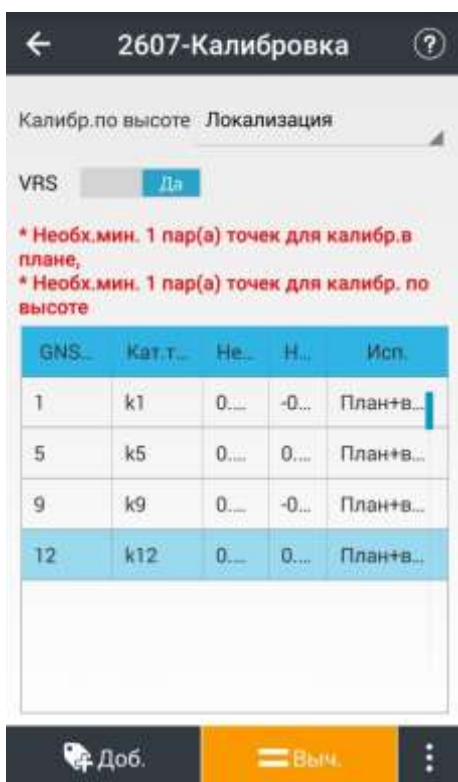 2607-Калибровка ?
Калибр.по высоте Локализация
VRS Да
* Необх.мин. 1 пар(а) точек для калибр.в
плане,
* Необх.мин. 1 пар(а) точек для калибр. по
высоте
GNS... Кат.т... Не... Н... Исп.
1 k1 0.... -0... План+в...
5 k5 0.... 0.... План+в...
9 k9 0.... -0... План+в...
12 k12 0.... 0.... План+в...
Доб. Выч.